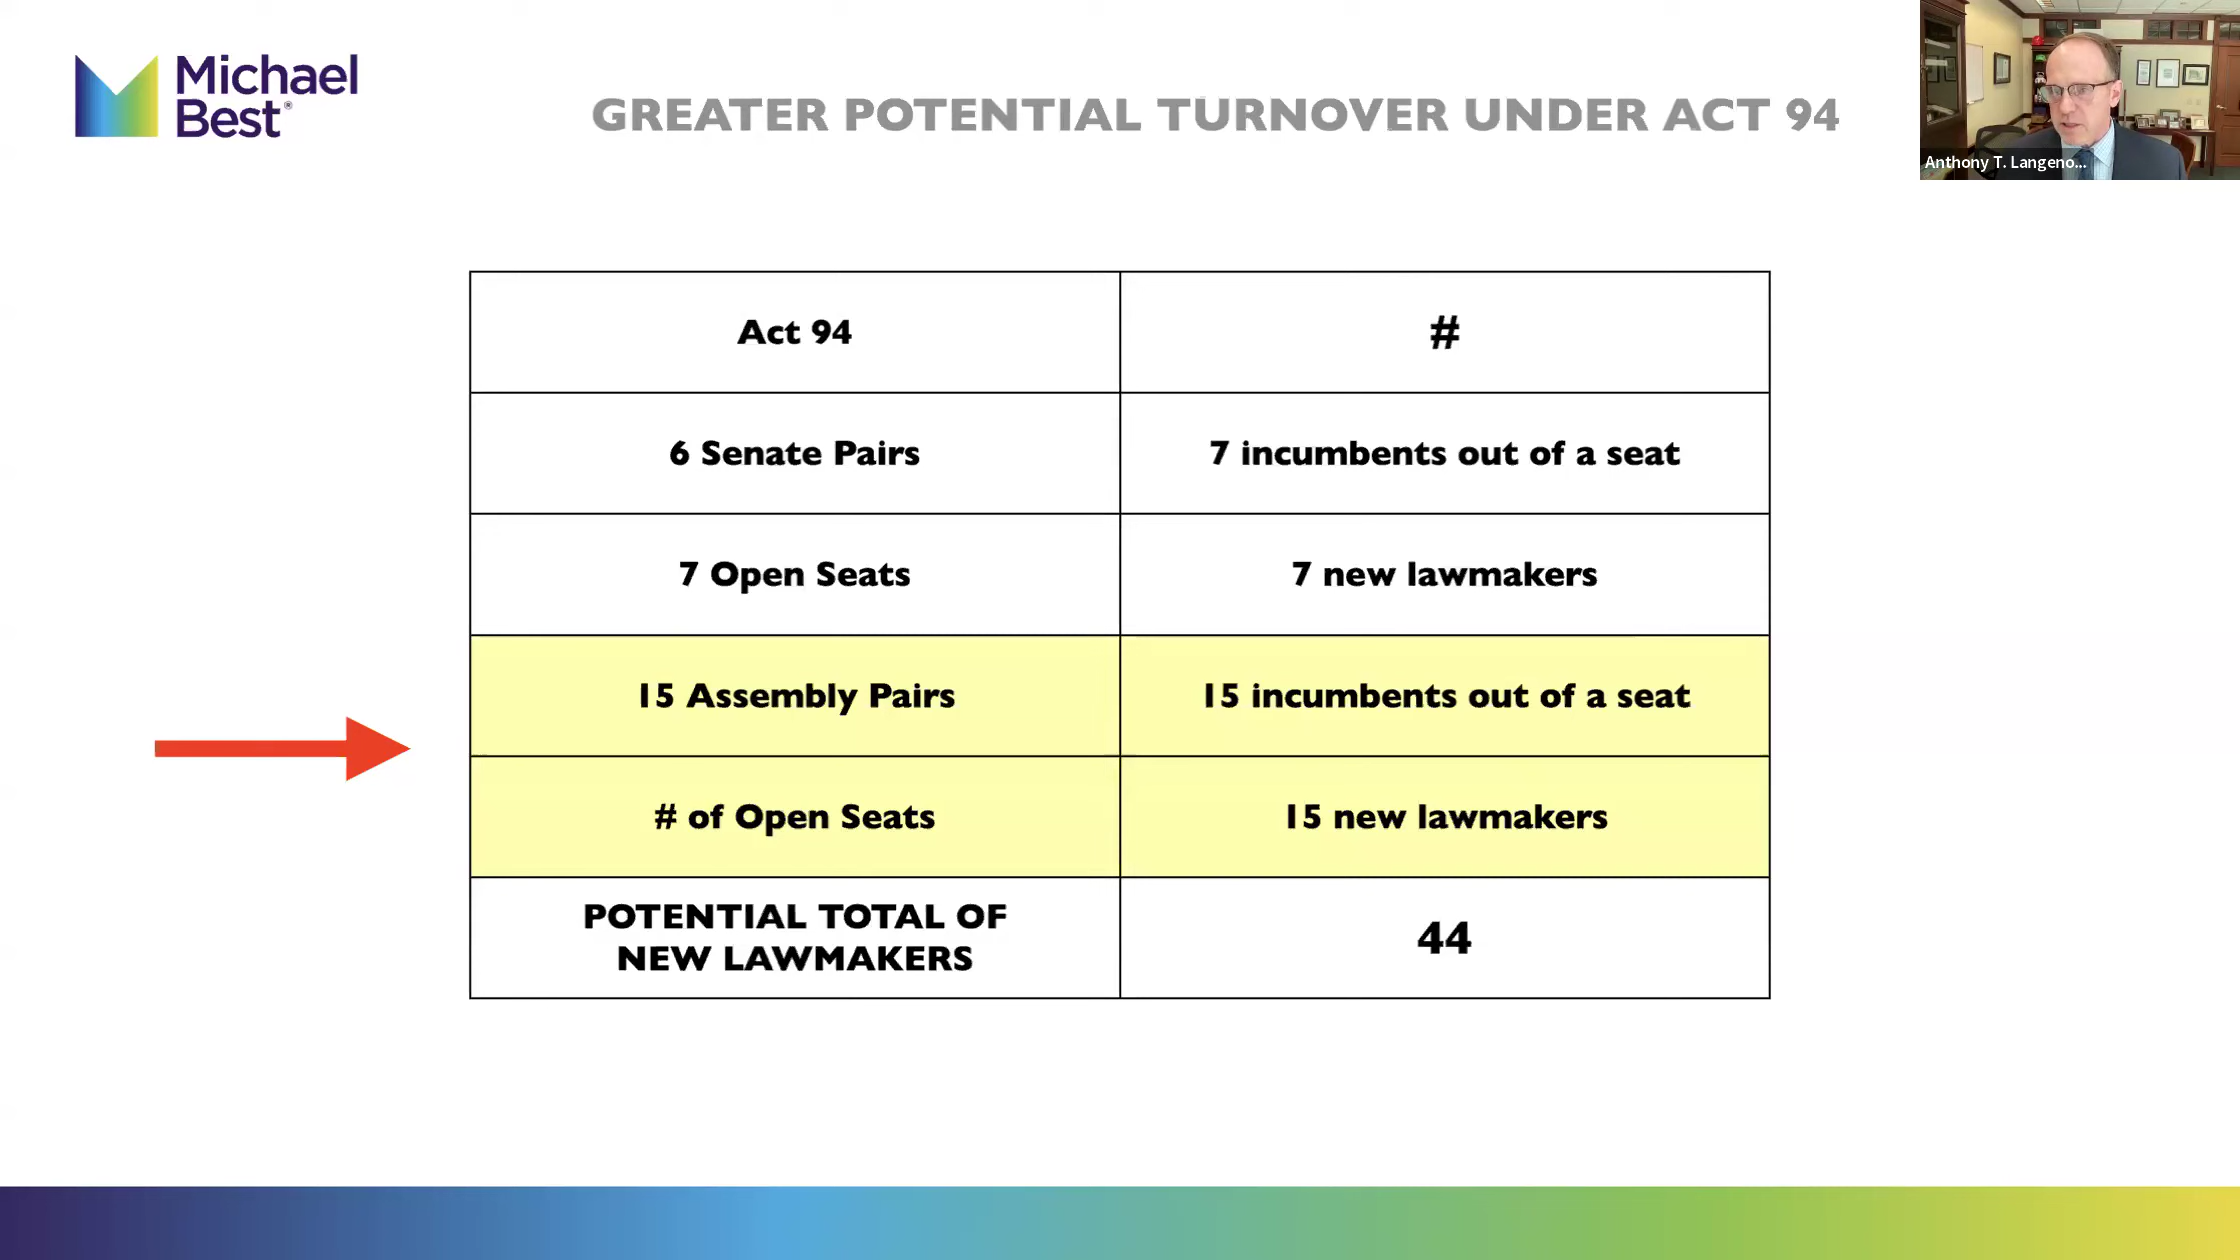 Michael
Best®
GREATER POTENTIAL TURNOVER UNDER ACT 94
Anthony T. Langeno...
Act 94
#
6 Senate Pairs
7 incumbents out of a seat
7 Open Seats
7 new lawmakers
15 Assembly Pairs
15 incumbents out of a seat
# of Open Seats
15 new lawmakers
POTENTIAL TOTAL OF
NEW LAWMAKERS
44